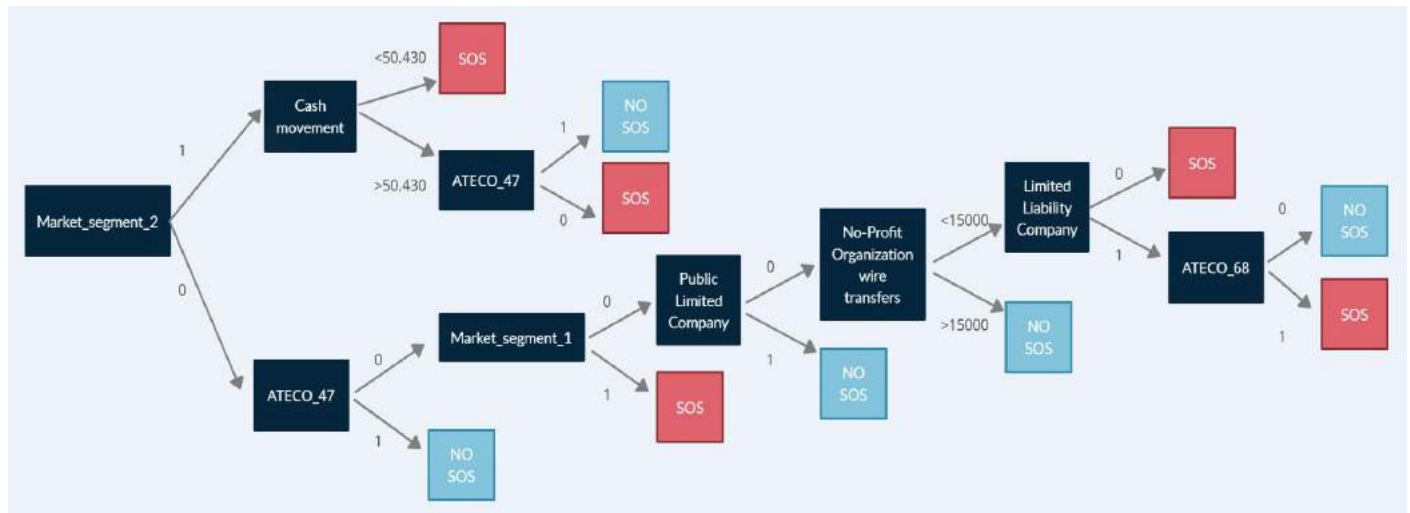 <50.430
SOS
Cash
movement
NO
SOS
1
1
ATECO_47
>50.430
SOS
0
Market_segment_2
0
Limited
Liability
Company
0
SOS
<15000
No-Profit
Organization
wire
transfers
0
NO
SOS
1
ATECO_68
Public
Limited
Company
0
0
Market_segment_1
>15000
NO
SOS
SOS
1
0
ATECO_47
1
NO
SOS
1
SOS
1
NO
SOS